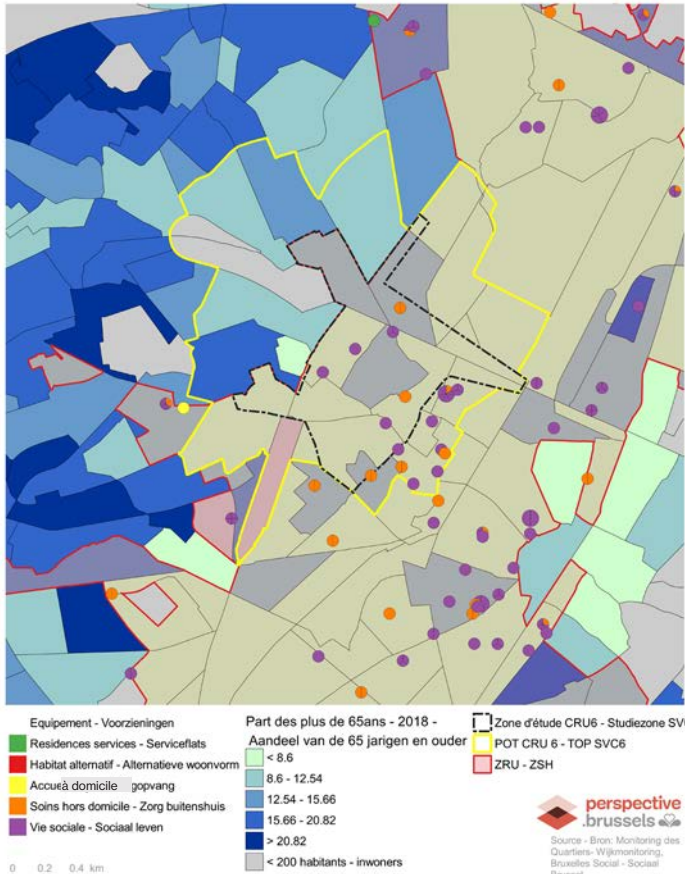 Equipement - Voorzieningen
Residences services - Serviceflats
Habitat alternatif - Alternatieve woonvorm
Accueà domicile gopvang
Soins hors domicile - Zorg buitenshuis
Vie sociale - Sociaal leven
0 0.2 0.4 km
Part des plus de 65ans - 2018 -
Aandeel van de 65 jarigen en ouder
< 8.6
8.6 - 12.54
12.54 - 15.66
15.66 - 20.82
> 20.82
< 200 habitants - inwoners
Zone d'étude CRU6 - Studiezone SV
POT CRU 6 - TOP SVC6
ZRU - ZSH
perspective
.brussels
Source - Bron: Monitoring des
Quartiers- Wijkmonitoring,
Bruxelles Social - Sociaal